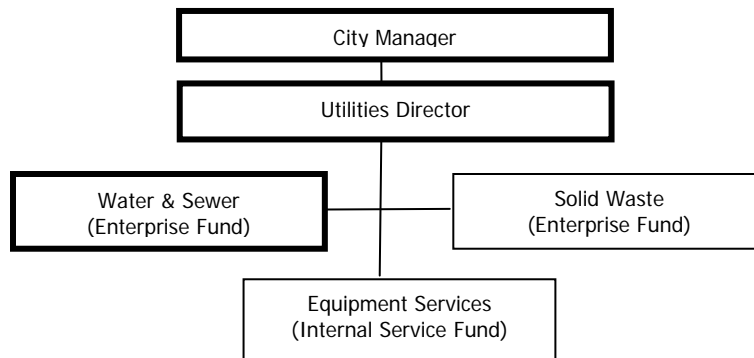 City Manager
Utilities Director
Water & Sewer
(Enterprise Fund)
Solid Waste
(Enterprise Fund)
Equipment Services
(Internal Service Fund)